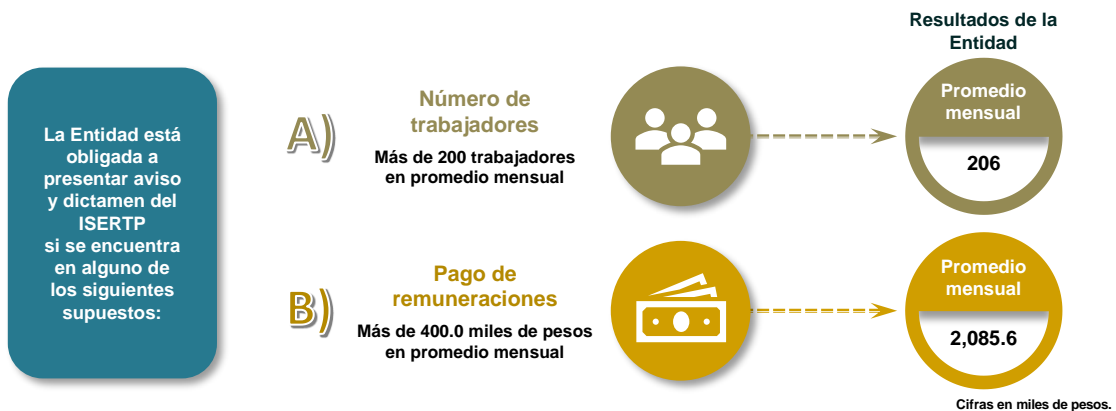 La Entidad está
obligada a
presentar aviso
y dictamen del
ISERTP
si se encuentra
en alguno de
los siguientes
supuestos:
A)
Número de
trabajadores
Más de 200 trabajadores
en promedio mensual
Resultados de la
Entidad
Promedio
mensual
206
B)
Pago de
remuneraciones
Más de 400.0 miles de pesos
en promedio mensual
Promedio
mensual
2,085.6
Cifras en miles de pesos.